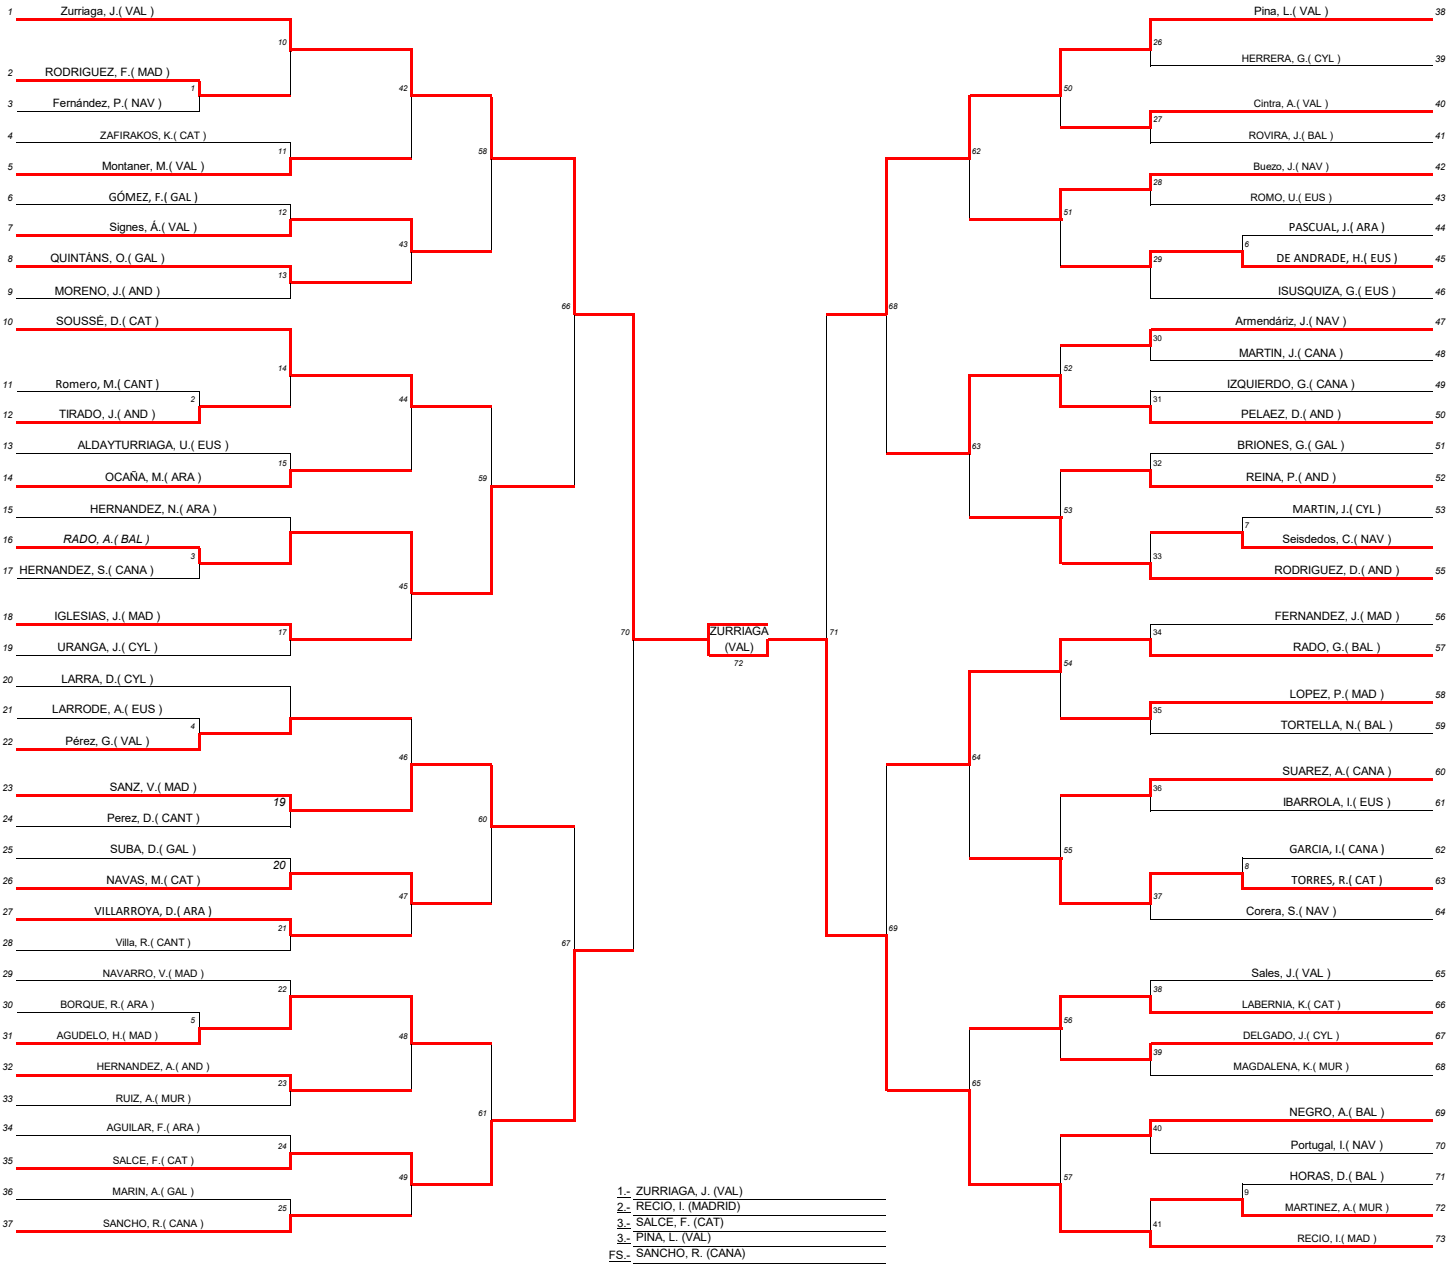 1 Zurriaga, J.( VAL )
10
2 RODRIGUEZ, F.( MAD )
1
42
3 Fernández, P.( NAV )
4 ZAFIRAKOS, K.( CAT )
11
58
5 Montaner, M.( VAL )
6 GÓMEZ, F.( GAL )
12
7 Signes, Á.( VAL )
43
8 QUINTÁNS, O.( GAL )
13
9 MORENO, J.( AND )
66
10 SOUSSÉ, D.( CAT )
14
11 Romero, M.( CANT )
2
44
12 TIRADO, J.( AND )
13 ALDAYTURRIAGA, U.( EUS )
15
59
14 OCAÑA, M.( ARA )
15 HERNANDEZ, N.( ARA )
16 RADO, A.( BAL )
3
17 HERNANDEZ, S.( CANA )
45
18 IGLESIAS, J.( MAD )
17
70
19 URANGA, J.( CYL )
20 LARRA, D.( CYL )
21 LARRODE, A.( EUS )
4
22 Pérez, G.( VAL )
46
23 SANZ, V.( MAD )
19
24 Perez, D.( CANT )
60
25 SUBA, D.( GAL )
20
26 NAVAS, M.( CAT )
47
27 VILLARROYA, D.( ARA )
21
28 Villa, R.( CANT )
67
29 NAVARRO, V.( MAD )
22
30 BORQUE, R.( ARA )
5
31 AGUDELO, H.( MAD )
48
32 HERNANDEZ, A.( AND )
23
33 RUIZ, A.( MUR )
61
34 AGUILAR, F.( ARA )
24
35 SALCE, F.( CAT )
49
36 MARIN, A.( GAL )
25
37 SANCHO, R.( CANA )
ZURRIAGA
(VAL)
72
1.- ZURRIAGA, J. (VAL)
2.- RECIO, I. (MADRID)
3.- SALCE, F. (CAT)
3.- PINA, L. (VAL)
FS.- SANCHO, R. (CANA)
Pina, L.( VAL ) 38
26
HERRERA, G.( CYL ) 39
50
Cintra, A.( VAL ) 40
27
ROVIRA, J.( BAL ) 41
62
Buezo, J.( NAV ) 42
28
ROMO, U.( EUS ) 43
51
PASCUAL, J.( ARA ) 44
6
DE ANDRADE, H.( EUS ) 45
29
ISUSQUIZA, G.( EUS ) 46
68
Armendáriz, J.( NAV ) 47
30
MARTIN, J.( CANA ) 48
52
IZQUIERDO, G.( CANA ) 49
31
PELAEZ, D.( AND ) 50
63
BRIONES, G.( GAL ) 51
32
REINA, P.( AND ) 52
53
MARTIN, J.( CYL ) 53
7
Seisdedos, C.( NAV )
33
RODRIGUEZ, D.( AND ) 55
71
FERNANDEZ, J.( MAD ) 56
34
RADO, G.( BAL ) 57
54
LOPEZ, P.( MAD ) 58
35
TORTELLA, N.( BAL ) 59
64
SUAREZ, A.( CANA ) 60
36
IBARROLA, I.( EUS ) 61
55
GARCIA, I.( CANA ) 62
8
TORRES, R.( CAT ) 63
37
Corera, S.( NAV ) 64
69
Sales, J.( VAL ) 65
38
LABERNIA, K.( CAT ) 66
56
DELGADO, J.( CYL ) 67
39
MAGDALENA, K.( MUR ) 68
65
NEGRO, A.( BAL ) 69
40
Portugal, I.( NAV ) 70
57
HORAS, D.( BAL ) 71
9
MARTINEZ, A.( MUR ) 72
41
RECIO, I.( MAD ) 73